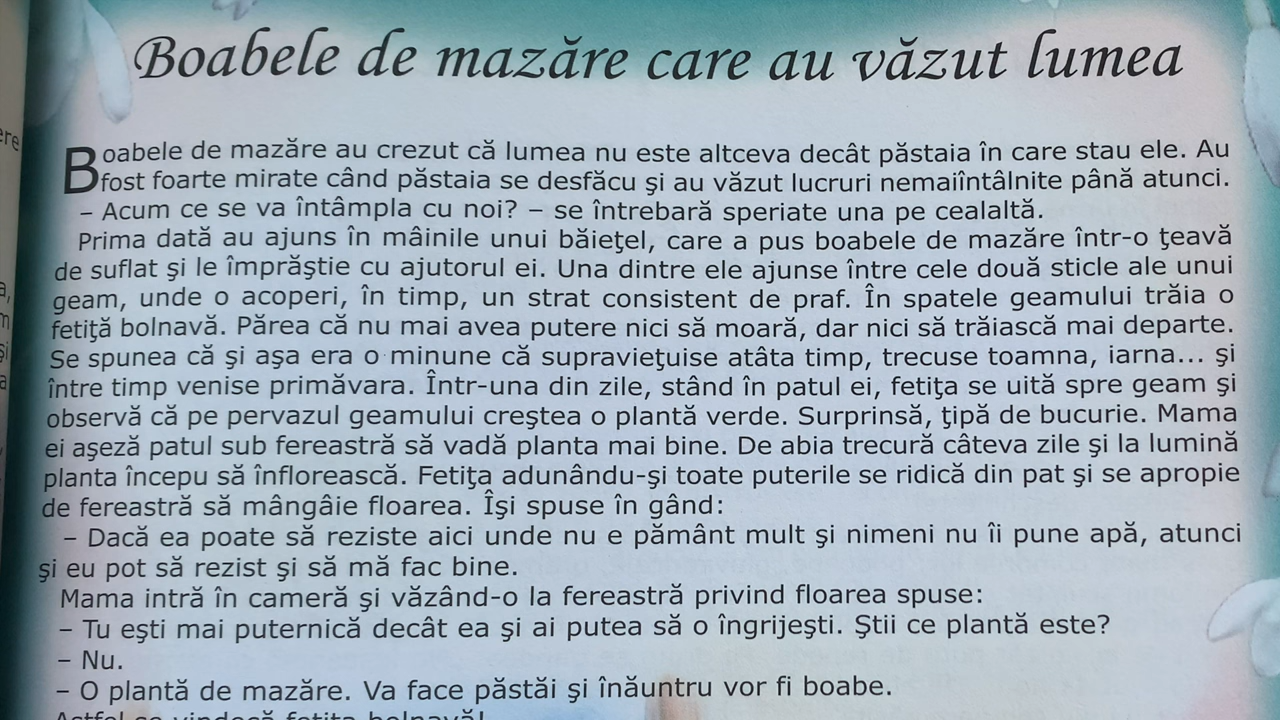 Boabele de mazăre care au văzut lumea
Boabele de mazăre au crezut că lumea nu este altceva decât păstaia în care stau ele. Au
fost foarte mirate când păstaia se desfăcu şi au văzut lucruri nemaiîntâlnite până atunci.
– Acum ce se va întâmpla cu noi? – se întrebară speriate una pe cealaltă.
Prima dată au ajuns în mâinile unui băieţel, care a pus boabele de mazăre într-o ţeavă
de suflat şi le împrăştie cu ajutorul ei. Una dintre ele ajunse între cele două sticle ale unui
geam, unde o acoperi, în timp, un strat consistent de praf. În spatele geamului trăia o
fetiţă bolnavă. Părea că nu mai avea putere nici să moară, dar nici să trăiască mai departe.
Se spunea că şi aşa era o minune că supravieţuise atâta timp, trecuse toamna, iarna... şi
între timp venise primăvara. Într-una din zile, stând în patul ei, fetiţa se uită spre geam şi
observă că pe pervazul geamului creştea o plantă verde. Surprinsă, ţipă de bucurie. Mama
ei aşeză patul sub fereastră să vadă planta mai bine. De abia trecură câteva zile şi la lumină
planta începu să înflorească. Fetiţa adunându-şi toate puterile se ridică din pat şi se apropie
de fereastră să mângâie floarea. Îşi spuse în gând:
– Dacă ea poate să reziste aici unde nu e pământ mult şi nimeni nu îi pune apă, atunci
şi eu pot să rezist şi să mă fac bine.
Mama intră în cameră şi văzând-o la fereastră privind floarea spuse:
– Tu eşti mai puternică decât ea şi ai putea să o îngrijeşti. Ştii ce plantă este?
– Nu.
– O plantă de mazăre. Va face păstăi şi înăuntru vor fi boabe.
Astfel se vindecă fetiţa bolnavă!